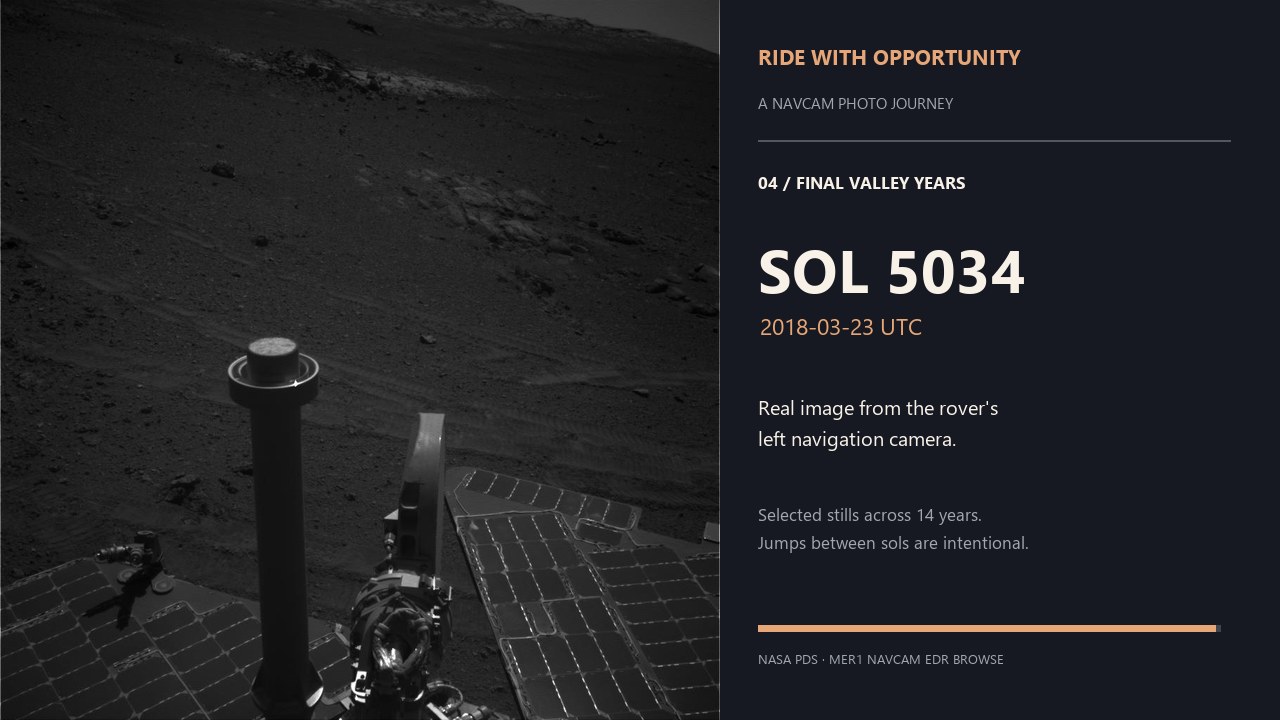 RIDE WITH OPPORTUNITY
A NAVCAM PHOTO JOURNEY
04 / FINAL VALLEY YEARS
SOL 5034
2018-03-23 UTC
Real image from the rover's
left navigation camera.
Selected stills across 14 years.
Jumps between sols are intentional.
NASA PDS · MER1 NAVCAM EDR BROWSE